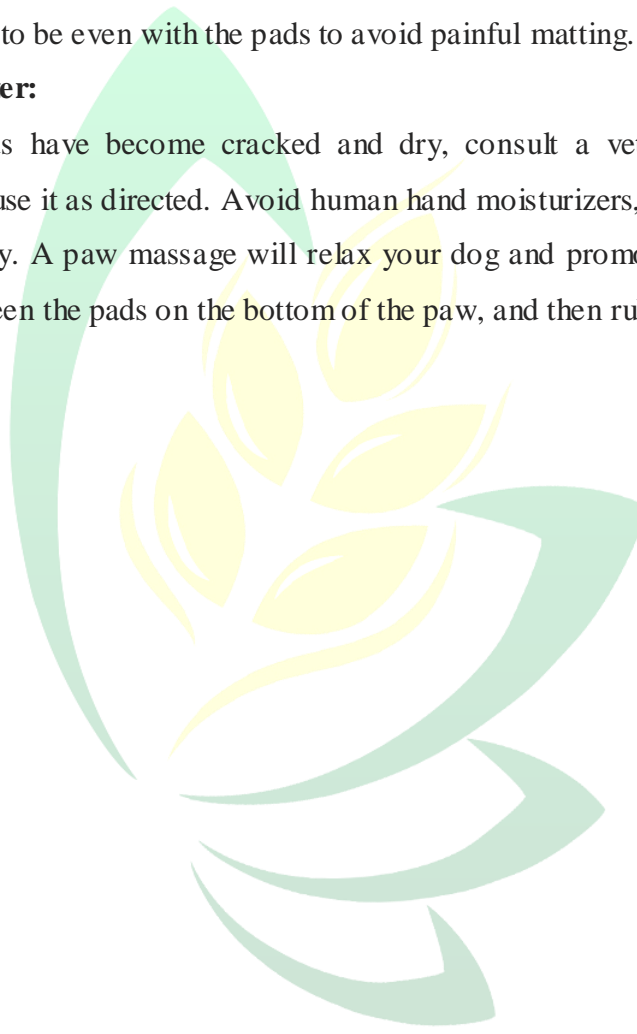 to be even with the pads to avoid painful matting.
er:
s have become cracked and dry, consult a ve
use it as directed. Avoid human hand moisturizers,
y. A paw massage will relax your dog and prom
een the pads on the bottom of the paw, and then ru